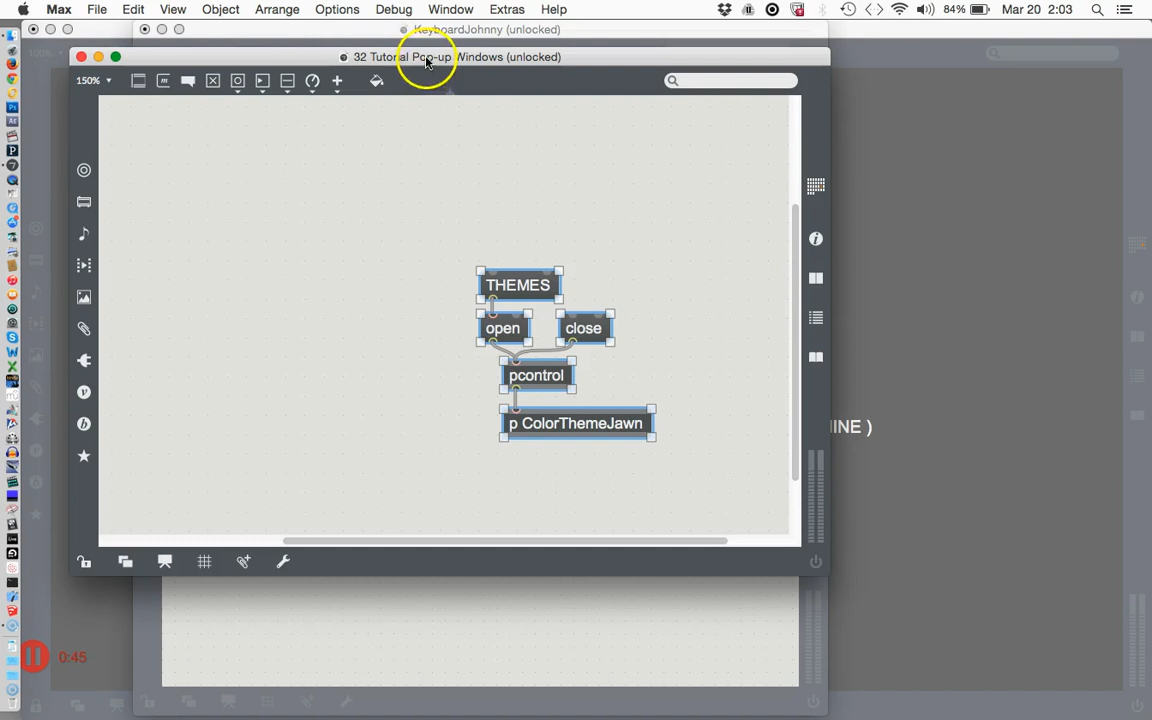 Max File Edit View Object Arrange Options Debug Window Extras Help 84% Mar 20 2:03
KeyboardJohnny (unlocked)
32 Tutorial Pop-up Windows (unlocked)
150%
THEMES
open close
pcontrol
INE )
p ColorThemeJawn
0:45